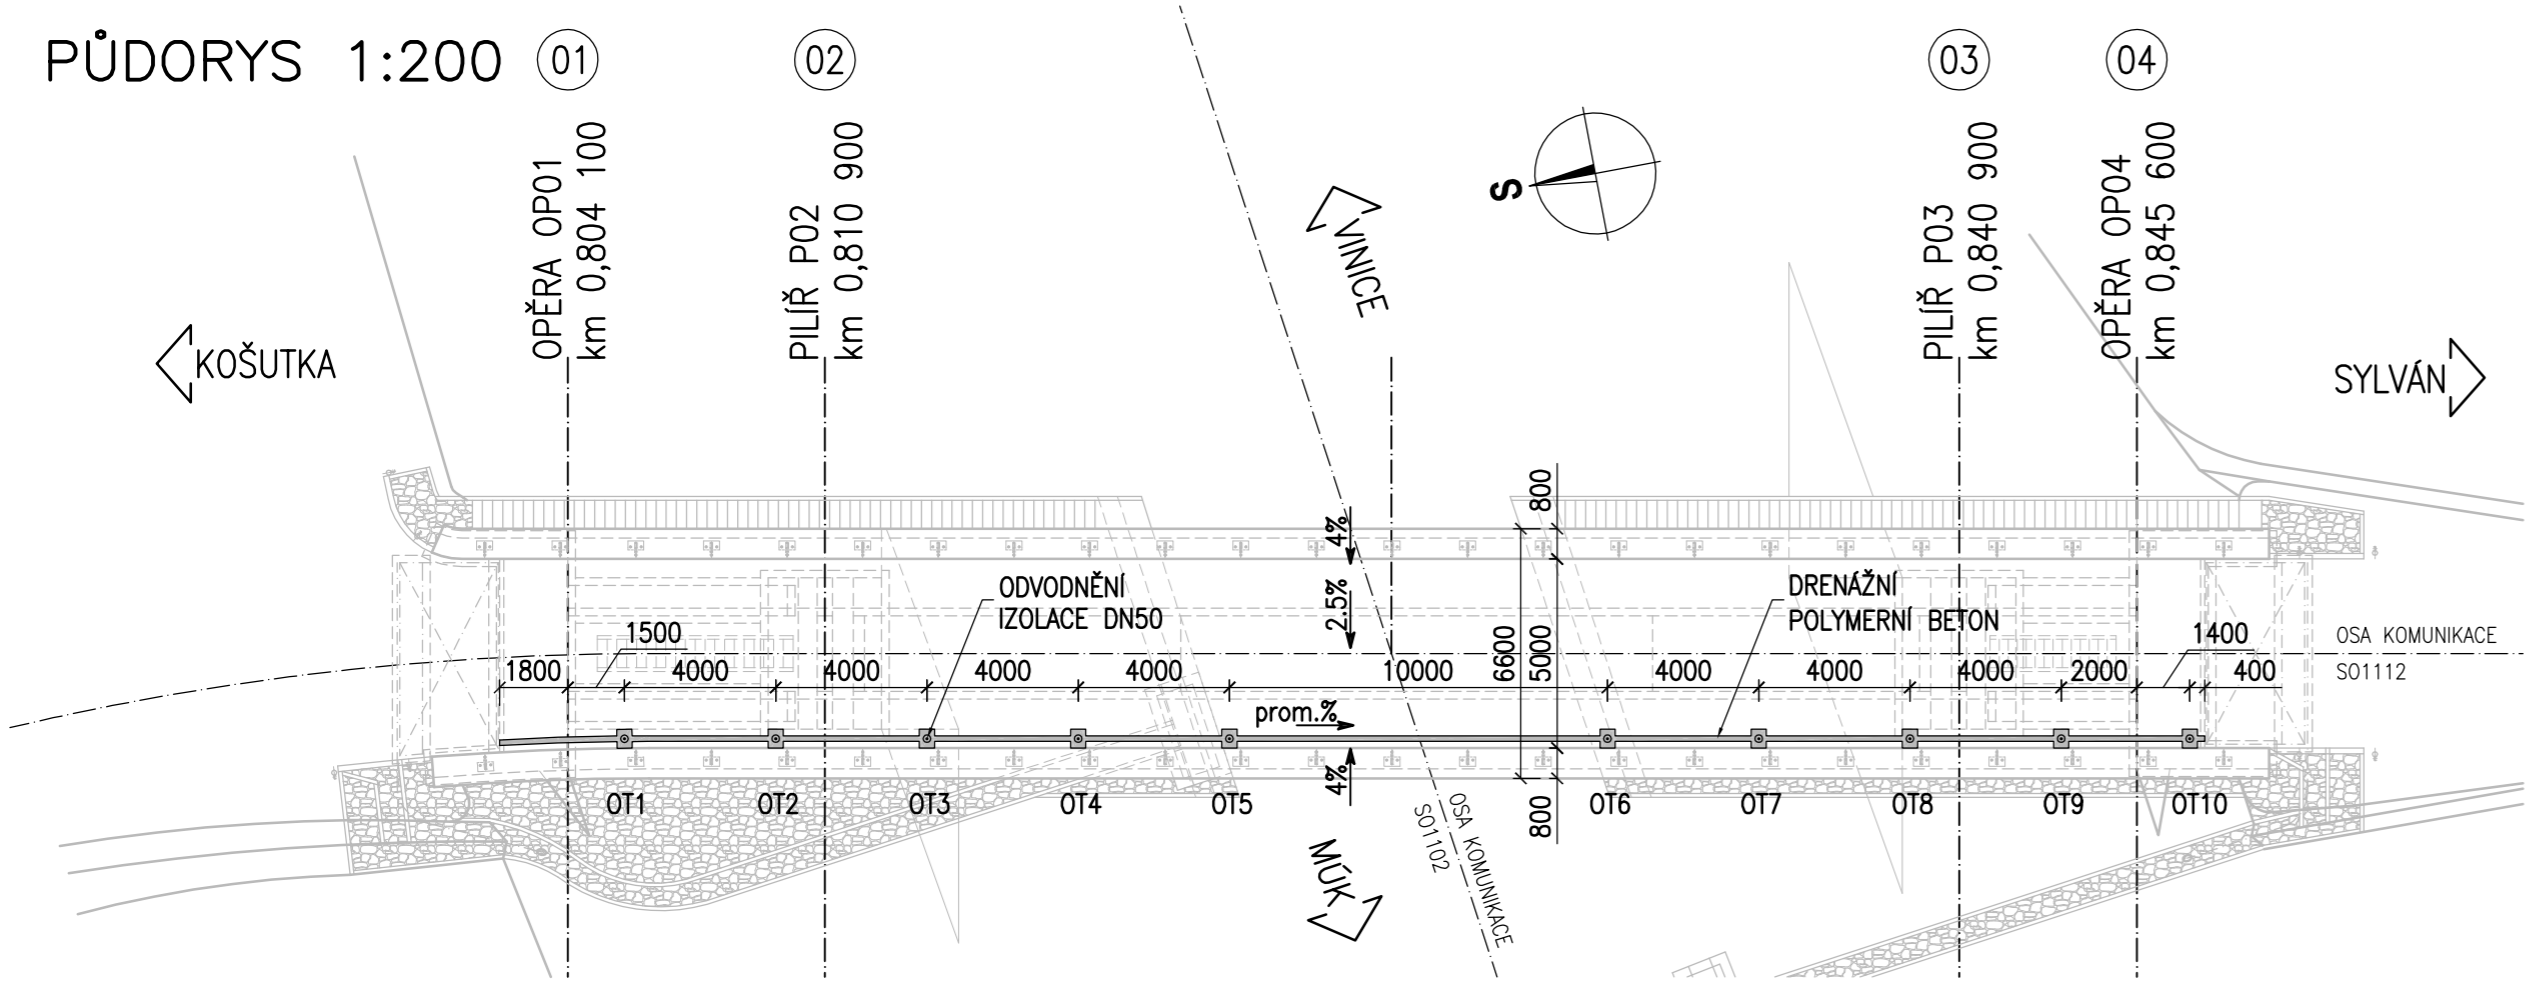 PŮDORYS 1:200
01
02
03
04
OPĚRA OP01
km 0,804 100
PILÍŘ P02
km 0,810 900
PILÍŘ P03
km 0,840 900
OPĚRA OP04
km 0,845 600
S
VINICE
KOŠUTKA
SYLVÁN
800
4%
ODVODNĚNÍ
IZOLACE DN50
2.5%
DRENÁŽNÍ
POLYMERNÍ BETON
1500
6600
5000
1400
OSA KOMUNIKACE
SO1112
1800
4000
4000
4000
4000
10000
4000
4000
4000
2000
400
prom.%
4%
800
OT1
OT2
OT3
OT4
OT5
OT6
OT7
OT8
OT9
OT10
MÚK
OSA KOMUNIKACE
SO1102